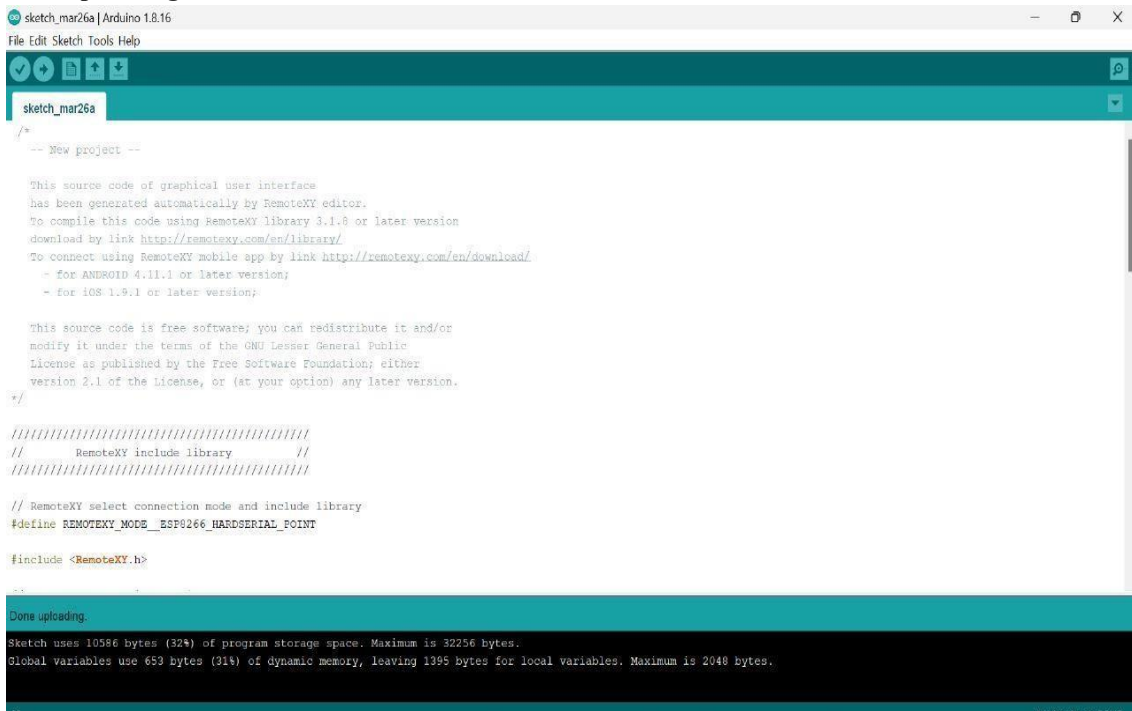 sketch_mar26a | Arduino 1.8.16
File Edit Sketch Tools Help
sketch_mar26a
/*
-- New project --
This source code of graphical user interface
has been generated automatically by RemoteXY editor.
To compile this code using RemoteXY library 3.1.8 or later version
download by link http://remotexy.com/en/library/
To connect using RemoteXY mobile app by link http://remotexy.com/en/download/
- for ANDROID 4.11.1 or later version;
- for iOS 1.9.1 or later version;
This source code is free software; you can redistribute it and/or
modify it under the terms of the GNU Lesser General Public
License as published by the Free Software Foundation; either
version 2.1 of the License, or (at your option) any later version.
*/
//////////////////////////////////////////////
// RemoteXY include library //
//////////////////////////////////////////////
// RemoteXY select connection mode and include library
#define REMOTEXY_MODE__ESP8266_HARDSERIAL_POINT
#include <RemoteXY.h>
Done uploading.
Sketch uses 10586 bytes (32%) of program storage space. Maximum is 32256 bytes.
Global variables use 653 bytes (31%) of dynamic memory, leaving 1395 bytes for local variables. Maximum is 2048 bytes.